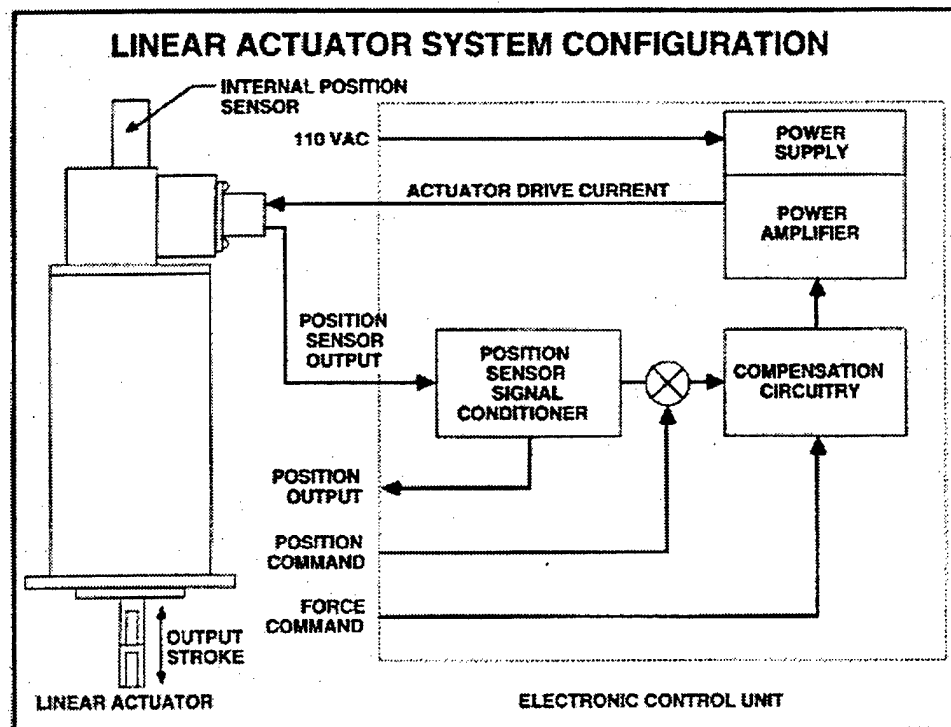 LINEAR ACTUATOR SYSTEM CONFIGURATION
INTERNAL POSITION
SENSOR
110 VAC
POWER
SUPPLY
ACTUATOR DRIVE CURRENT
POWER
AMPLIFIER
POSITION
SENSOR
OUTPUT
POSITION
SENSOR
SIGNAL
CONDITIONER
COMPENSATION
CIRCUITRY
POSITION
OUTPUT
POSITION
COMMAND
FORCE
COMMAND
OUTPUT
STROKE
LINEAR ACTUATOR
ELECTRONIC CONTROL UNIT